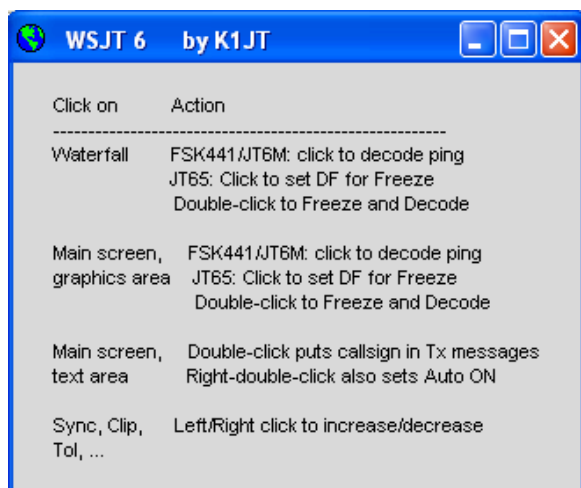 WSJT 6 by K1JT
Click on Action
--------------------------------------------------------
Waterfall FSK441/JT6M: click to decode ping
JT65: Click to set DF for Freeze
Double-click to Freeze and Decode
Main screen, FSK441/JT6M: click to decode ping
graphics area JT65: Click to set DF for Freeze
Double-click to Freeze and Decode
Main screen, Double-click puts callsign in Tx messages
text area Right-double-click also sets Auto ON
Sync, Clip, Left/Right click to increase/decrease
Tol, ...